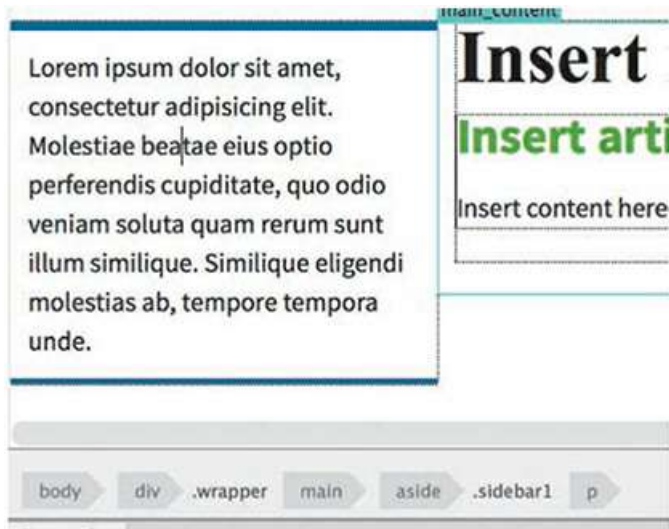 main_content
Lorem ipsum dolor sit amet,
consectetur adipisicing elit.
Molestiae beatae eius optio
perferendis cupiditate, quo odio
veniam soluta quam rerum sunt
illum similique. Similique eligendi
molestias ab, tempore tempora
unde.
Insert
Insert arti
Insert content here
body div .wrapper main aside .sidebar1 p